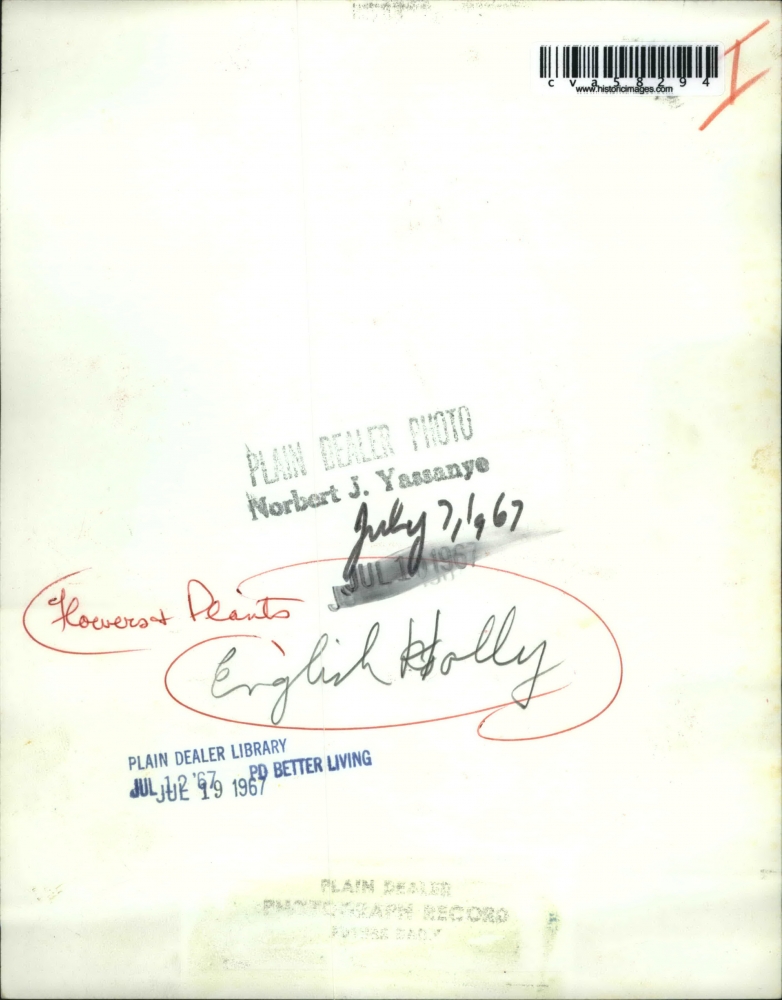 I
cva58294
www.historicimages.com
PLAIN DEALER PHOTO
Norbert J. Yassanye
July 7, 1967
JUL 1967
Flowers & Plants
English Holly
PLAIN DEALER LIBRARY
JUL 12 '67
PD BETTER LIVING
JUL 19 1967
PLAIN DEALER
PHOTOGRAPH RECORD